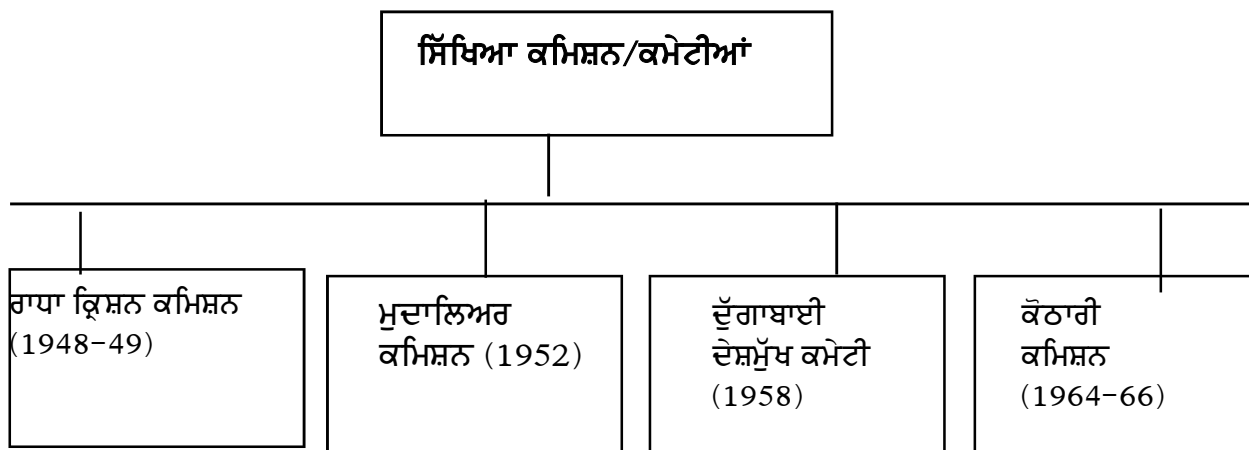 ਸਿੱਖਿਆ ਕਮਿਸ਼ਨ/ਕਮੇਟੀਆਂ
ਰਾਧਾ ਕ੍ਰਿਸ਼ਨ ਕਮਿਸ਼ਨ
(1948-49)
ਮੁਦਾਲਿਅਰ
ਕਮਿਸ਼ਨ (1952)
ਦੁੱਗਾਬਾਈ
ਦੇਸ਼ਮੁੱਖ ਕਮੇਟੀ
(1958)
ਕੋਠਾਰੀ
ਕਮਿਸ਼ਨ
(1964-66)